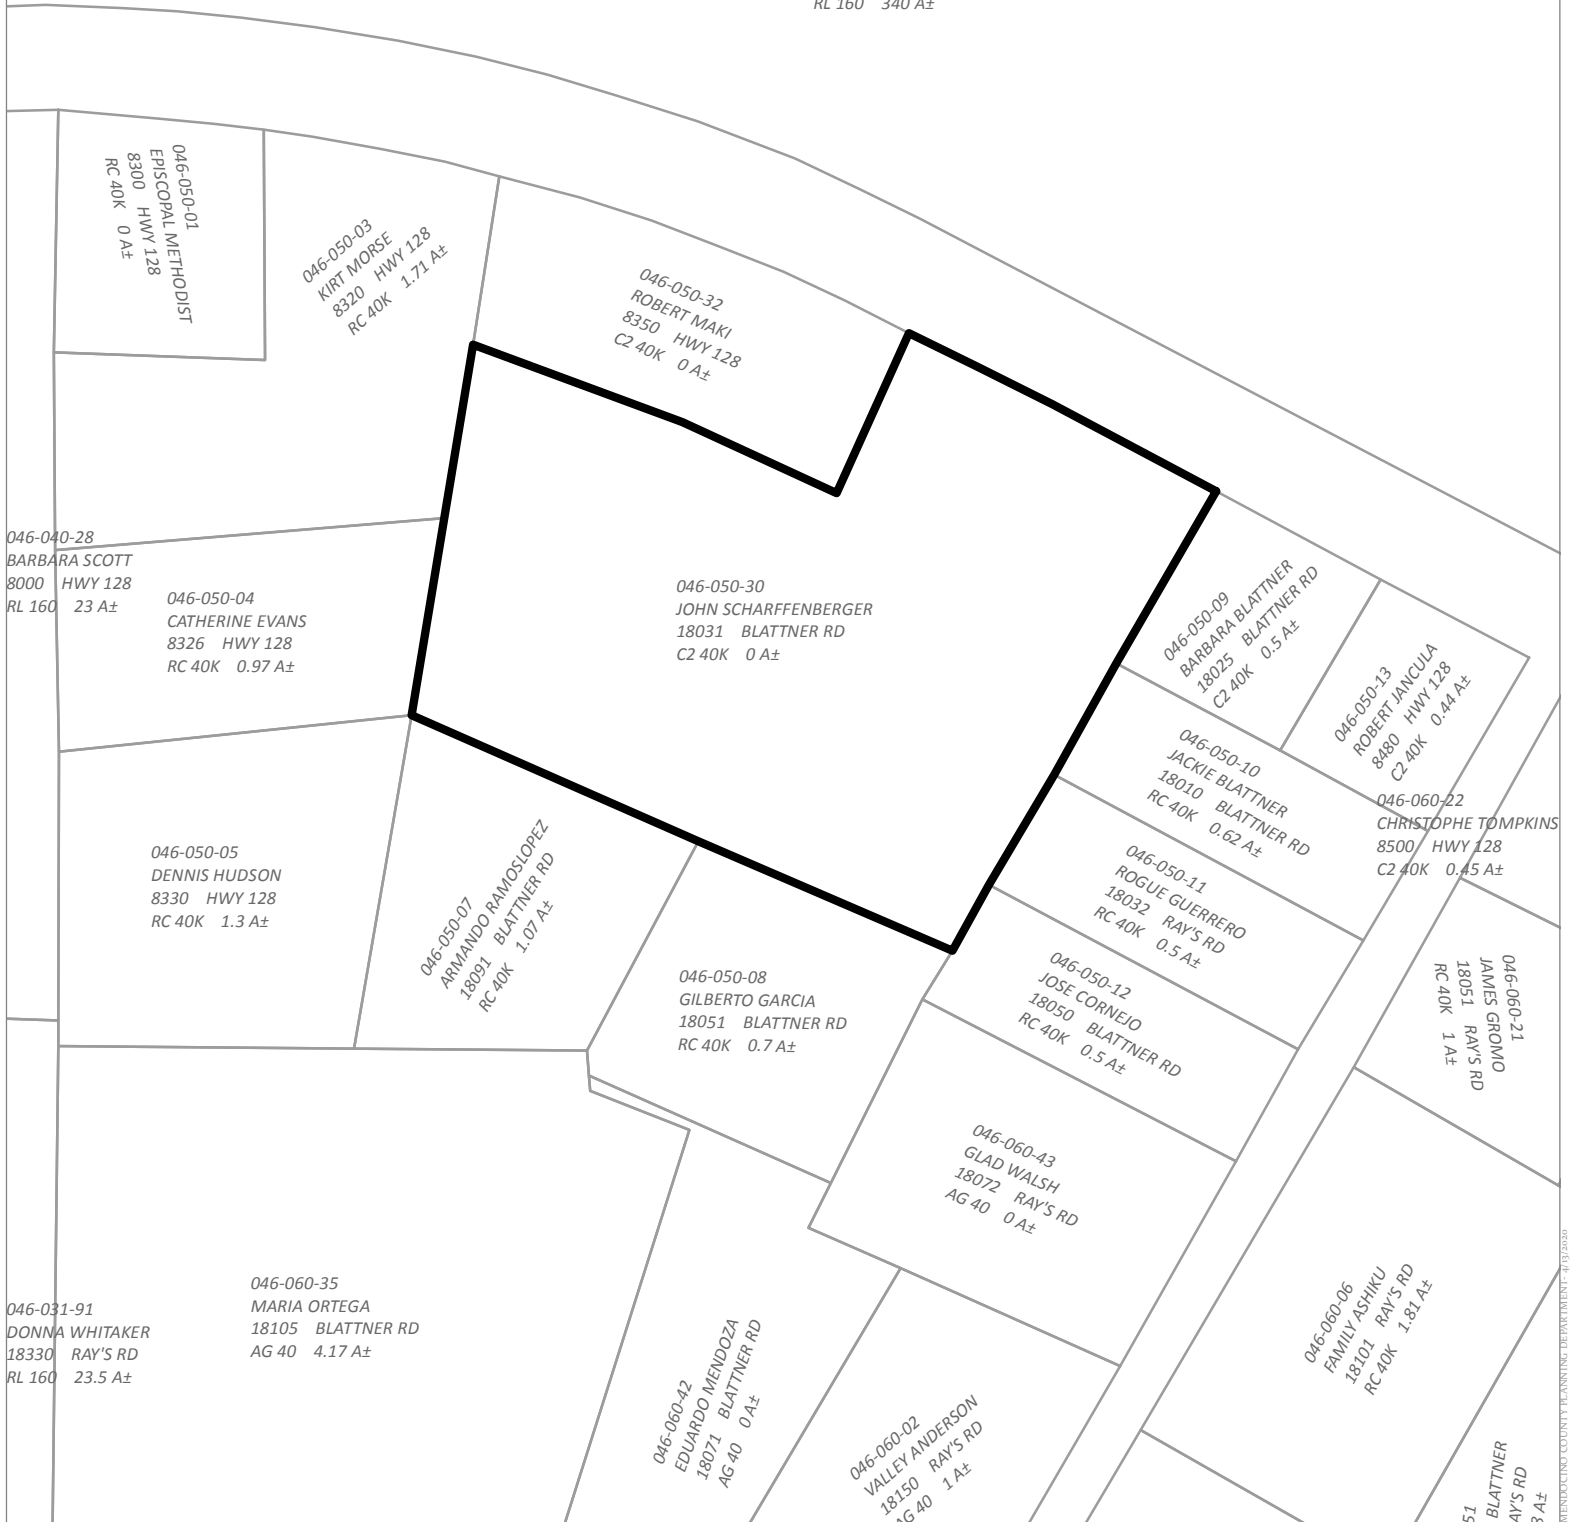 RL 160 340 A±
046-050-01
EPISCOPAL METHODIST
8300 HWY 128
RC 40K 0 A±
046-050-03
KIRT MORSE
8320 HWY 128
RC 40K 1.71 A±
046-050-32
ROBERT MAKI
8350 HWY 128
C2 40K 0 A±
046-040-28
BARBARA SCOTT
8000 HWY 128
RL 160 23 A±
046-050-04
CATHERINE EVANS
8326 HWY 128
RC 40K 0.97 A±
046-050-30
JOHN SCHARFFENBERGER
18031 BLATTNER RD
C2 40K 0 A±
046-050-09
BARBARA BLATTNER
18025 BLATTNER RD
C2 40K 0.5 A±
046-050-13
ROBERT JANCULA
8480 HWY 128
C2 40K 0.44 A±
046-050-10
JACKIE BLATTNER
18010 BLATTNER RD
RC 40K 0.62 A±
046-060-22
CHRISTOPHE TOMPKINS
8500 HWY 128
C2 40K 0.45 A±
046-050-05
DENNIS HUDSON
8330 HWY 128
RC 40K 1.3 A±
046-050-07
ARMANDO RAMOSLOPEZ
18091 BLATTNER RD
RC 40K 1.07 A±
046-050-11
ROGUE GUERRERO
18032 RAY'S RD
RC 40K 0.5 A±
046-050-08
GILBERTO GARCIA
18051 BLATTNER RD
RC 40K 0.7 A±
046-050-12
JOSE CORNEJO
18050 BLATTNER RD
RC 40K 0.5 A±
046-060-21
JAMES GROMO
18051 RAY'S RD
RC 40K 1 A±
046-060-43
GLAD WALSH
18072 RAY'S RD
AG 40 0 A±
046-031-91
DONNA WHITAKER
18330 RAY'S RD
RL 160 23.5 A±
046-060-35
MARIA ORTEGA
18105 BLATTNER RD
AG 40 4.17 A±
046-060-42
EDUARDO MENDOZA
18071 BLATTNER RD
AG 40 0 A±
046-060-02
VALLEY ANDERSON
18150 RAY'S RD
AG 40 1 A±
046-060-06
FAMILY ASHIKU
18101 RAY'S RD
RC 40K 1.81 A±
51
BLATTNER
AY'S RD
A±
MENDOCINO COUNTY PLANNING DEPARTMENT- 4/13/2020